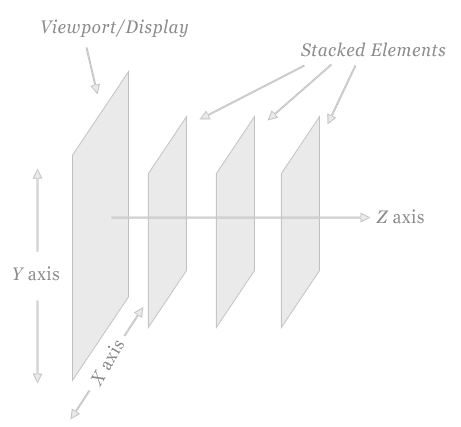 Viewport/Display
Stacked Elements
Z axis
Y axis
X axis